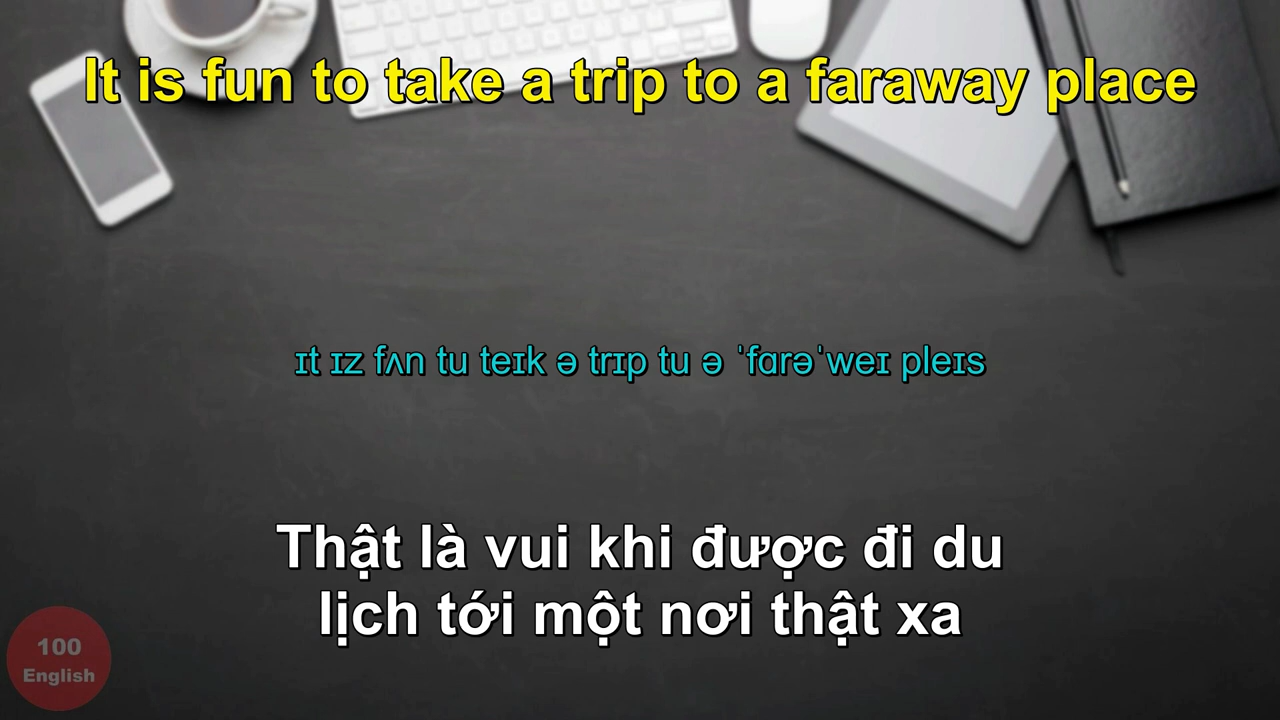 It is fun to take a trip to a faraway place
ɪt ɪz fʌn tu teɪk ə trɪp tu ə ˈfɑrəˈweɪ pleɪs
Thật là vui khi được đi du
lịch tới một nơi thật xa
100
English